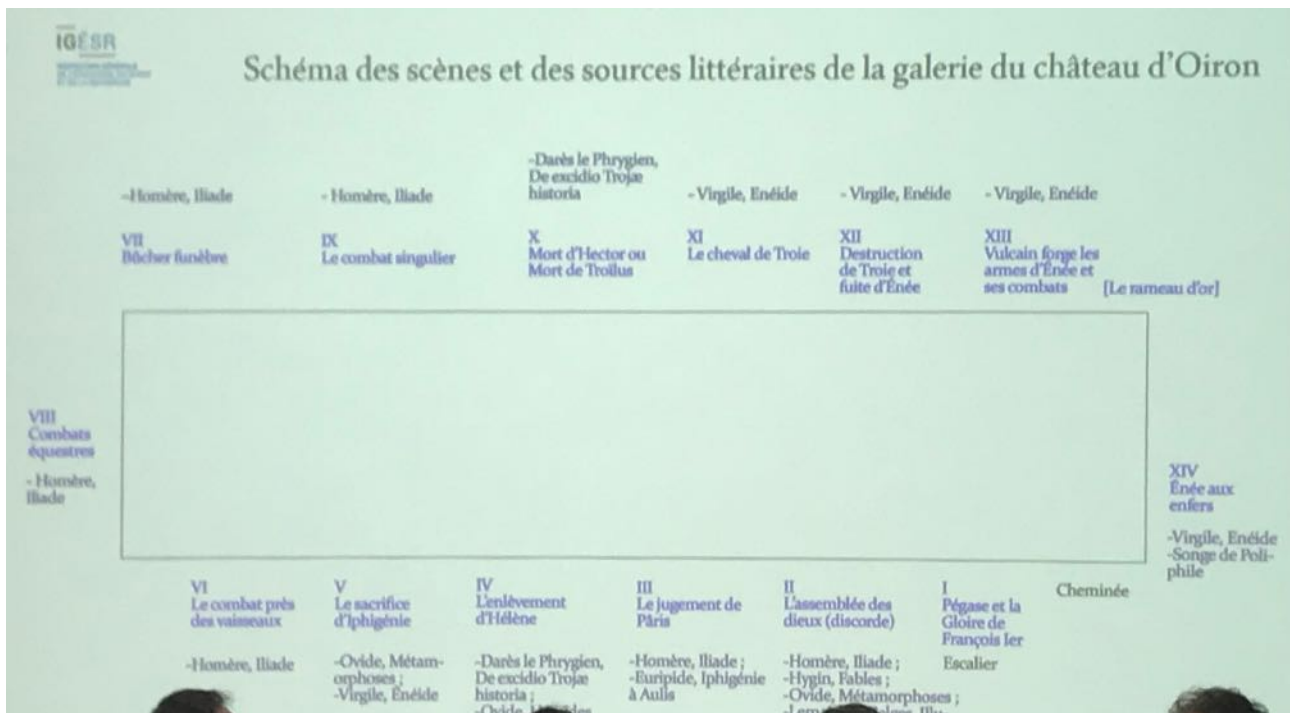 IGÉSR
Schéma des scènes et des sources littéraires de la galerie du château d'Oiron
-Homère, Iliade
VII
Bûcher funèbre
- Homère, Iliade
IX
Le combat singulier
-Darès le Phrygien,
De excidio Trojæ
historia
X
Mort d'Hector ou
Mort de Troïlus
- Virgile, Enéide
XI
Le cheval de Troie
- Virgile, Enéide
XII
Destruction
de Troie et
fuite d'Énée
- Virgile, Enéide
XIII
Vulcain forge les
armes d'Énée et
ses combats
[Le rameau d'or]
VIII
Combats
équestres
- Homère,
Iliade
XIV
Énée aux
enfers
-Virgile, Enéide
-Songe de Poli-
phile
VI
Le combat près
des vaisseaux
-Homère, Iliade
V
Le sacrifice
d'Iphigénie
-Ovide, Métam-
orphoses ;
-Virgile, Énéide
IV
L'enlèvement
d'Hélène
-Darès le Phrygien,
De excidio Trojæ
historia ;
-Ovide,
III
Le jugement de
Pâris
-Homère, Iliade ;
-Euripide, Iphigénie
à Aulis
II
L'assemblée des
dieux (discorde)
-Homère, Iliade ;
-Hygin, Fables ;
-Ovide, Métamorphoses ;
I
Pégase et la
Gloire de
François Ier
Escalier
Cheminée